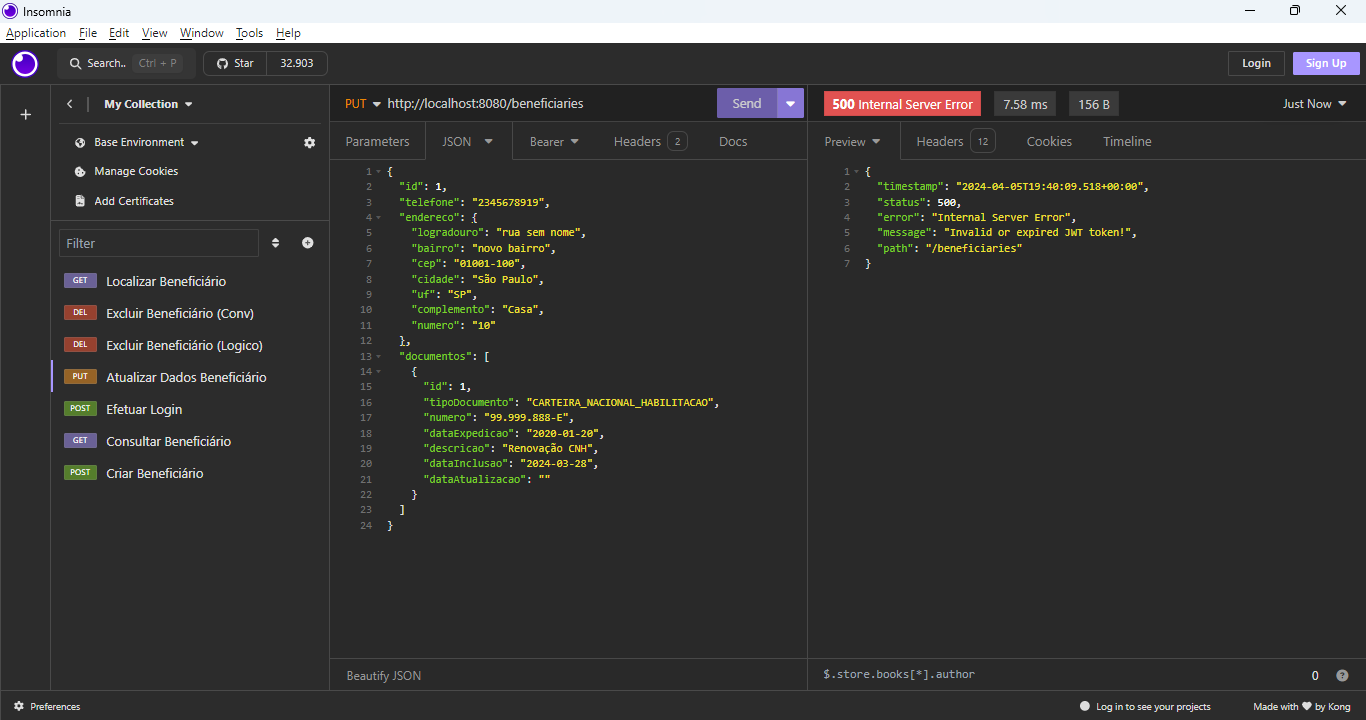 Insomnia
Application File Edit View Window Tools Help
Search.. Ctrl + P Star 32.903 Login Sign Up
My Collection
Base Environment
Manage Cookies
Add Certificates
Filter
GET Localizar Beneficiário
DEL Excluir Beneficiário (Conv)
DEL Excluir Beneficiário (Logico)
PUT Atualizar Dados Beneficiário
POST Efetuar Login
GET Consultar Beneficiário
POST Criar Beneficiário
PUT http://localhost:8080/beneficiaries Send
Parameters JSON Bearer Headers 2 Docs
1 {
2 "id": 1,
3 "telefone": "2345678919",
4 "endereco": {
5 "logradouro": "rua sem nome",
6 "bairro": "novo bairro",
7 "cep": "01001-100",
8 "cidade": "São Paulo",
9 "uf": "SP",
10 "complemento": "Casa",
11 "numero": "10"
12 },
13 "documentos": [
14 {
15 "id": 1,
16 "tipoDocumento": "CARTEIRA_NACIONAL_HABILITACAO",
17 "numero": "99.999.888-E",
18 "dataExpedicao": "2020-01-20",
19 "descricao": "Renovação CNH",
20 "dataInclusao": "2024-03-28",
21 "dataAtualizacao": ""
22 }
23 ]
24 }
Beautify JSON
500 Internal Server Error 7.58 ms 156 B Just Now
Preview Headers 12 Cookies Timeline
1 {
2 "timestamp": "2024-04-05T19:40:09.518+00:00",
3 "status": 500,
4 "error": "Internal Server Error",
5 "message": "Invalid or expired JWT token!",
6 "path": "/beneficiaries"
7 }
$.store.books[*].author 0 ?
Preferences Log in to see your projects Made with ♥ by Kong